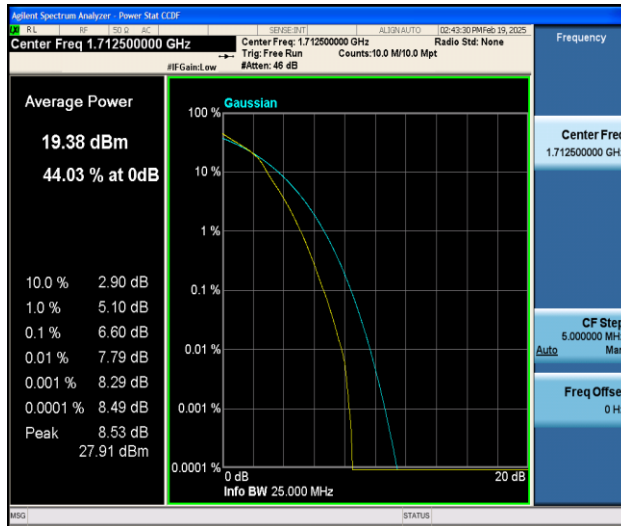 Agilent Spectrum Analyzer - Power Stat CCDF
RL RF 50 Ω AC SENSE:INT ALIGN AUTO 02:43:30 PM Feb 19, 2025
Center Freq 1.712500000 GHz
Center Freq: 1.712500000 GHz Radio Std: None
Trig: Free Run Counts:10.0 M/10.0 Mpt
#IFGain:Low #Atten: 46 dB
Frequency
Average Power
19.38 dBm
44.03 % at 0dB
10.0 % 2.90 dB
1.0 % 5.10 dB
0.1 % 6.60 dB
0.01 % 7.79 dB
0.001 % 8.29 dB
0.0001 % 8.49 dB
Peak 8.53 dB
27.91 dBm
Gaussian
100 %
10 %
1 %
0.1 %
0.01 %
0.001 %
0.0001 %
0 dB 20 dB
Info BW 25.000 MHz
Center Fre
1.712500000 GH
CF Step
5.000000 MH
Auto Ma
Freq Offse
0 H
MSG STATUS